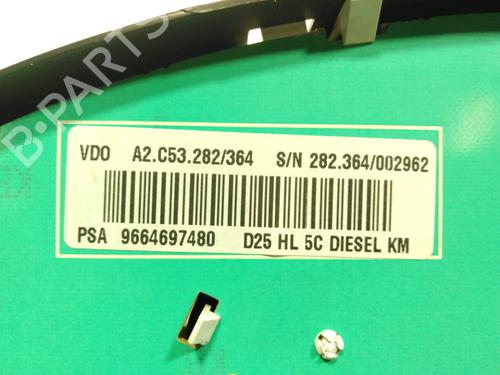 B-PARTS
VDO A2.C53.282/364 S/N 282.364/002962
PSA 9664697480 D25 HL 5C DIESEL KM